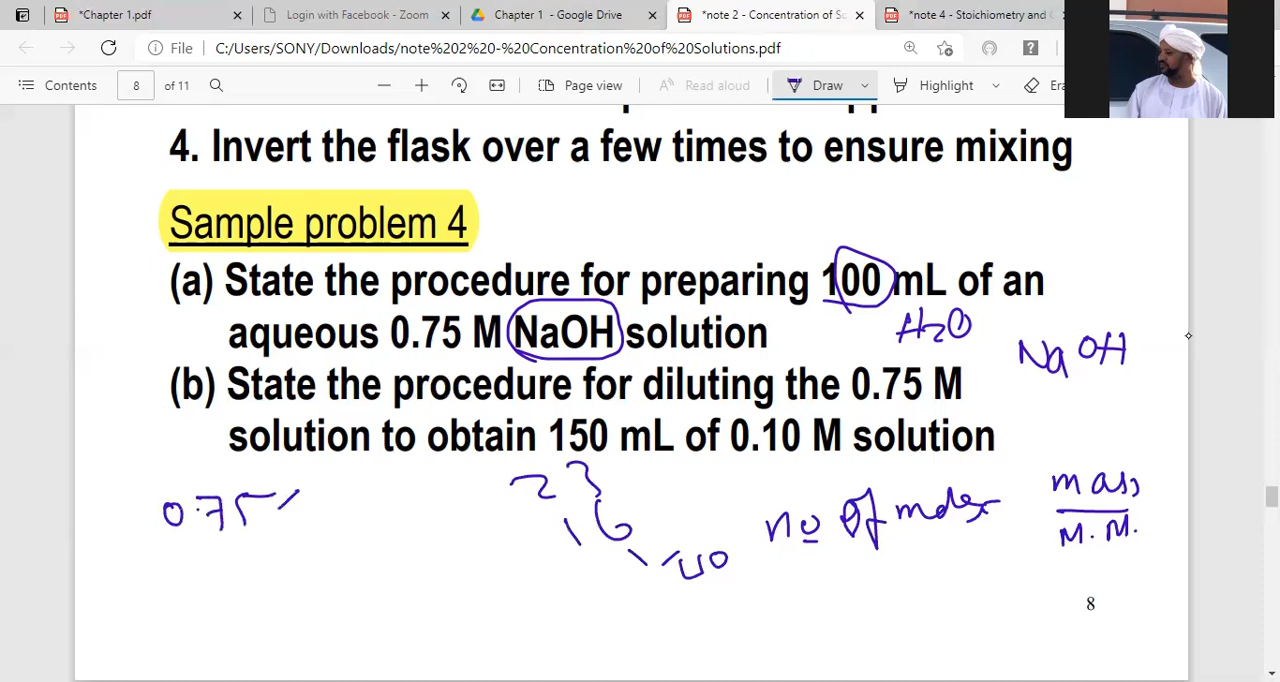 *Chapter 1.pdf
Login with Facebook - Zoom
Chapter 1 - Google Drive
*note 2 - Concentration of So
*note 4 - Stoichiometry and
File
C:/Users/SONY/Downloads/note%202%20-%20Concentration%20of%20Solutions.pdf
Contents
8
of 11
Page view
Read aloud
Draw
Highlight
Era
4. Invert the flask over a few times to ensure mixing
Sample problem 4
(a) State the procedure for preparing 100 mL of an
aqueous 0.75 M NaOH solution
H2O
NaOH
(b) State the procedure for diluting the 0.75 M
solution to obtain 150 mL of 0.10 M solution
0.75
23
16
1
40
no of moles
mass
M.M.
8